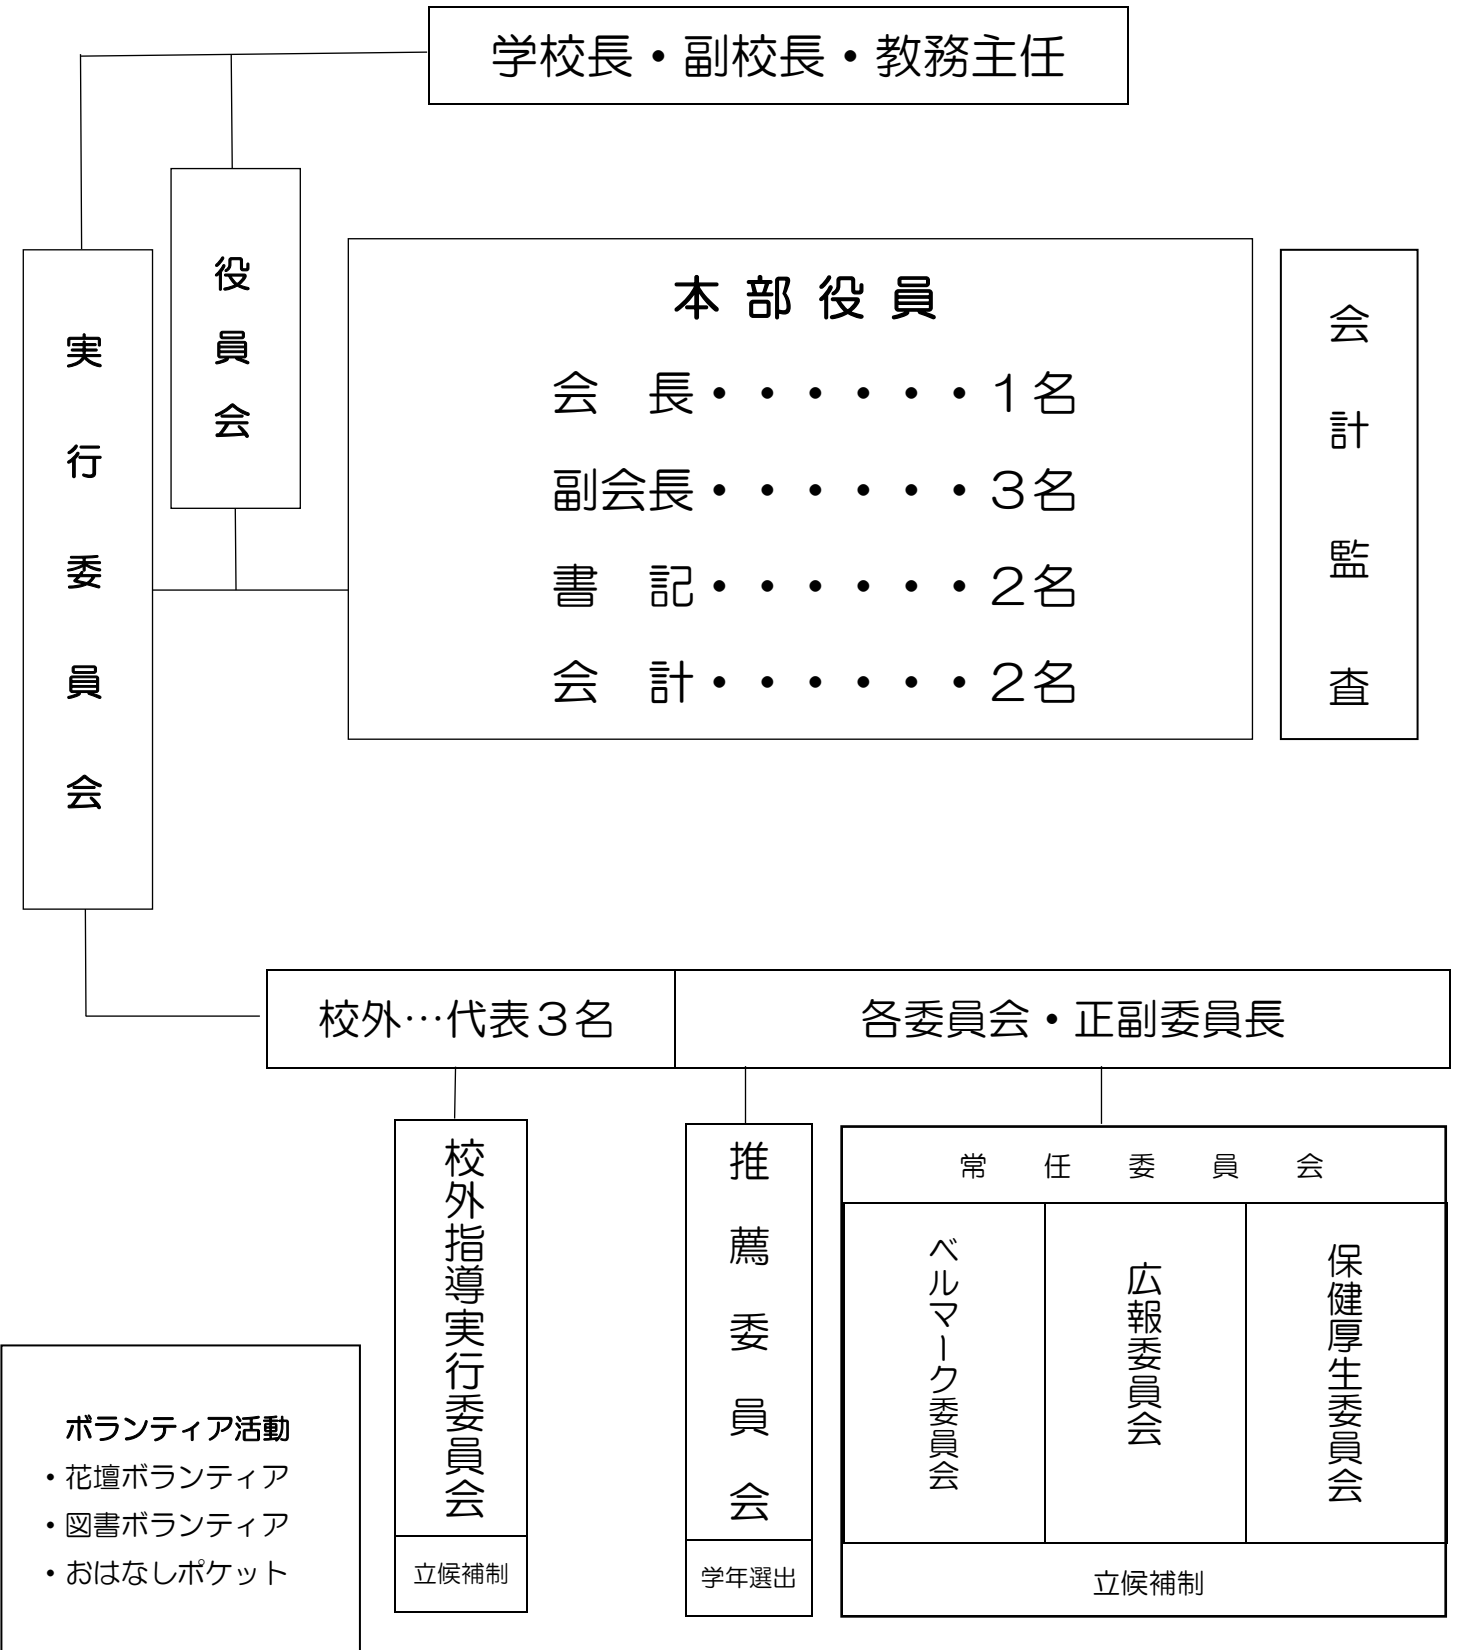 学校長・副校長・教務主任
役員会
実行委員会
本部役員
会　長・・・・・・１名
副会長・・・・・・３名
書　記・・・・・・２名
会　計・・・・・・２名
会計監査
校外…代表３名
各委員会・正副委員長
校外指導実行委員会
立候補制
推薦委員会
学年選出
常　任　委　員　会
ベルマーク委員会
広報委員会
保健厚生委員会
立候補制
ボランティア活動
・花壇ボランティア
・図書ボランティア
・おはなしポケット